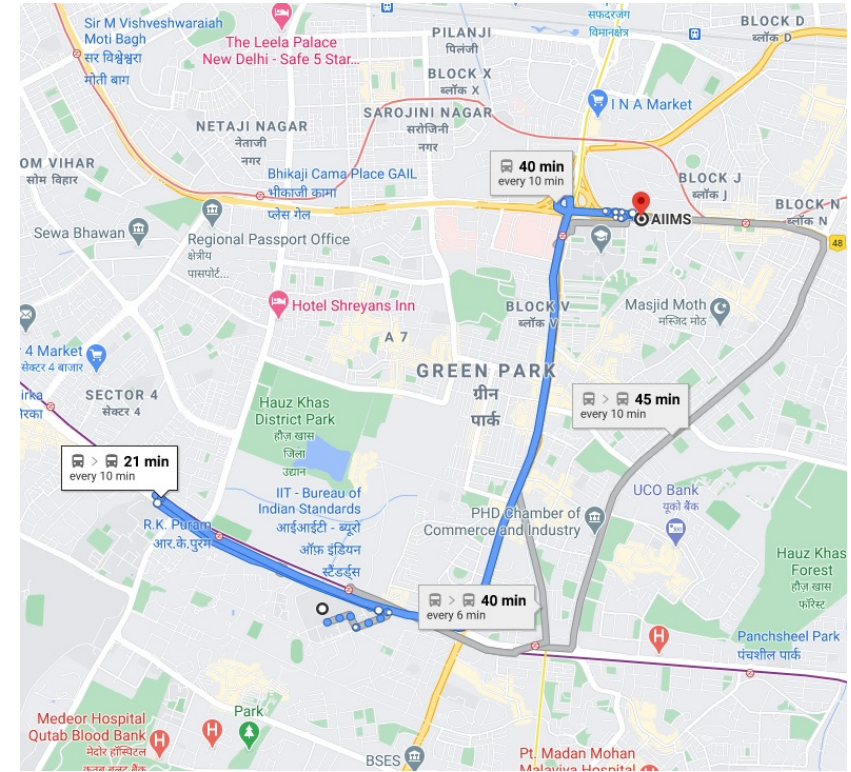 Sir M Vishveshwaraiah
Moti Bagh
सर विश्वेश्वरा
मोती बाग
The Leela Palace
New Delhi - Safe 5 Star...
PILANJI
पिलंजी
सफदरजंग
विमानक्षेत्र
BLOCK D
ब्लॉक D
BLOCK X
ब्लॉक X
I N A Market
NETAJI NAGAR
नेताजी
नगर
SAROJINI NAGAR
सरोजिनी
नगर
OM VIHAR
सोम विहार
Bhikaji Cama Place GAIL
भीकाजी कामा
प्लेस गेल
40 min
every 10 min
BLOCK J
ब्लॉक J
BLOCK N
ब्लॉक N
AIIMS
48
Sewa Bhawan
Regional Passport Office
क्षेत्रीय
पासपोर्ट...
Hotel Shreyans Inn
BLOCK V
ब्लॉक V
Masjid Moth
मस्जिद मोठ
A 7
r 4 Market
सेक्टर 4 बाजार
GREEN PARK
ग्रीन
पार्क
SECTOR 4
सेक्टर 4
Hauz Khas
District Park
हौज़ खास
जिला
उद्यान
45 min
every 10 min
21 min
every 10 min
IIT - Bureau of
Indian Standards
आईआईटी - ब्यूरो
ऑफ़ इंडियन
स्टैंडर्ड्स
R.K. Puram
आर.के.पुरम
UCO Bank
यूको बैंक
PHD Chamber of
Commerce and Industry
Hauz Khas
Forest
हौज़ खास
फॉरेस्ट
40 min
every 6 min
Panchsheel Park
पंचशील पार्क
Medeor Hospital
Qutab Blood Bank
मेदोर हॉस्पिटल
Park
BSES
Pt. Madan Mohan
Malaviya Hospital